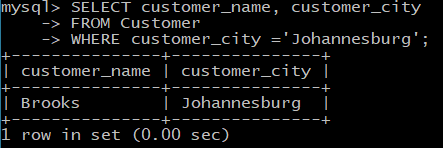 mysql> SELECT customer_name, customer_city
    -> FROM Customer
    -> WHERE customer_city ='Johannesburg';
+---------------+---------------+
| customer_name | customer_city |
+---------------+---------------+
| Brooks        | Johannesburg  |
+---------------+---------------+
1 row in set (0.00 sec)